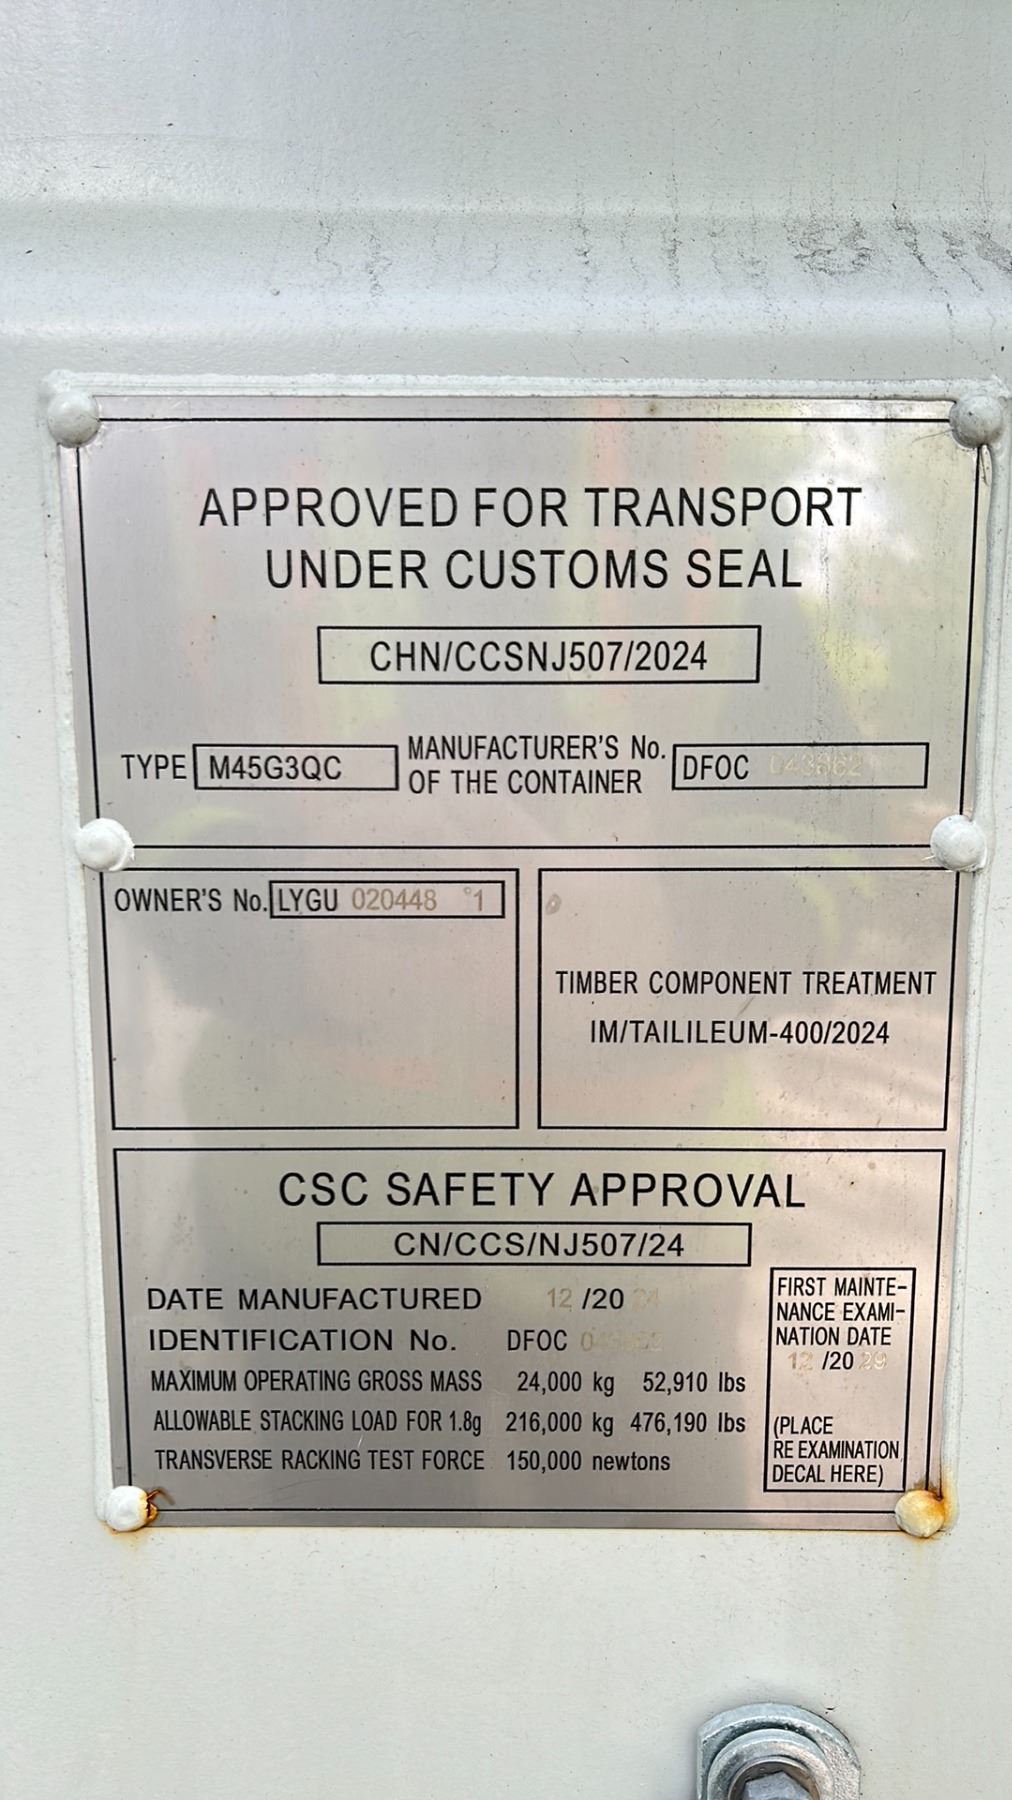 APPROVED FOR TRANSPORT
UNDER CUSTOMS SEAL
CHN/CCSNJ507/2024
TYPE M45G3QC MANUFACTURER'S No. OF THE CONTAINER DFOC
OWNER'S No. LYGU 020448 1
TIMBER COMPONENT TREATMENT
IM/TAILILEUM-400/2024
CSC SAFETY APPROVAL
CN/CCS/NJ507/24
DATE MANUFACTURED 12 /20 24
IDENTIFICATION No. DFOC
MAXIMUM OPERATING GROSS MASS 24,000 kg 52,910 lbs
ALLOWABLE STACKING LOAD FOR 1.8g 216,000 kg 476,190 lbs
TRANSVERSE RACKING TEST FORCE 150,000 newtons
FIRST MAINTE-
NANCE EXAMI-
NATION DATE
12 /20 29
(PLACE
RE EXAMINATION
DECAL HERE)